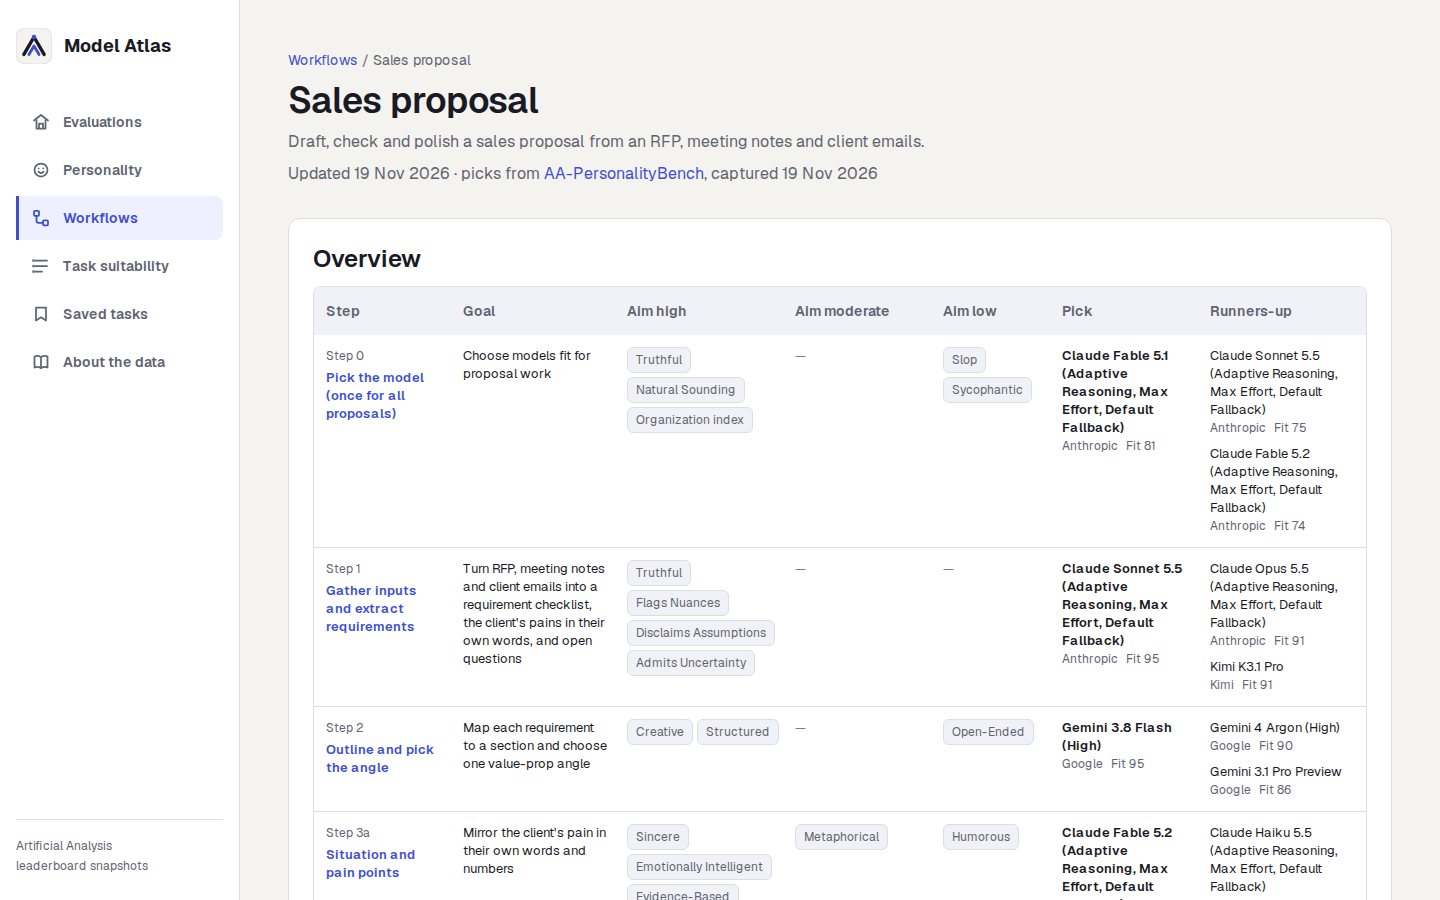 Model Atlas
Evaluations
Personality
Workflows
Task suitability
Saved tasks
About the data
Artificial Analysis
leaderboard snapshots
Workflows / Sales proposal
Sales proposal
Draft, check and polish a sales proposal from an RFP, meeting notes and client emails.
Updated 19 Nov 2026 · picks from AA-PersonalityBench, captured 19 Nov 2026
Overview
Step Goal Aim high Aim moderate Aim low Pick Runners-up
Step 0
Pick the model
(once for all
proposals)
Choose models fit for
proposal work
Truthful
Natural Sounding
Organization index
—
Slop
Sycophantic
Claude Fable 5.1
(Adaptive
Reasoning, Max
Effort, Default
Fallback)
Anthropic Fit 81
Claude Sonnet 5.5
(Adaptive Reasoning,
Max Effort, Default
Fallback)
Anthropic Fit 75
Claude Fable 5.2
(Adaptive Reasoning,
Max Effort, Default
Fallback)
Anthropic Fit 74
Step 1
Gather inputs
and extract
requirements
Turn RFP, meeting notes
and client emails into a
requirement checklist,
the client's pains in their
own words, and open
questions
Truthful
Flags Nuances
Disclaims Assumptions
Admits Uncertainty
—
—
Claude Sonnet 5.5
(Adaptive
Reasoning, Max
Effort, Default
Fallback)
Anthropic Fit 95
Claude Opus 5.5
(Adaptive Reasoning,
Max Effort, Default
Fallback)
Anthropic Fit 91
Kimi K3.1 Pro
Kimi Fit 91
Step 2
Outline and pick
the angle
Map each requirement
to a section and choose
one value-prop angle
Creative Structured
—
Open-Ended
Gemini 3.8 Flash
(High)
Google Fit 95
Gemini 4 Argon (High)
Google Fit 90
Gemini 3.1 Pro Preview
Google Fit 86
Step 3a
Situation and
pain points
Mirror the client's pain in
their own words and
numbers
Sincere
Emotionally Intelligent
Evidence-Based
Metaphorical
Humorous
Claude Fable 5.2
(Adaptive
Reasoning, Max
Effort, Default
Claude Haiku 5.5
(Adaptive Reasoning,
Max Effort, Default
Fallback)